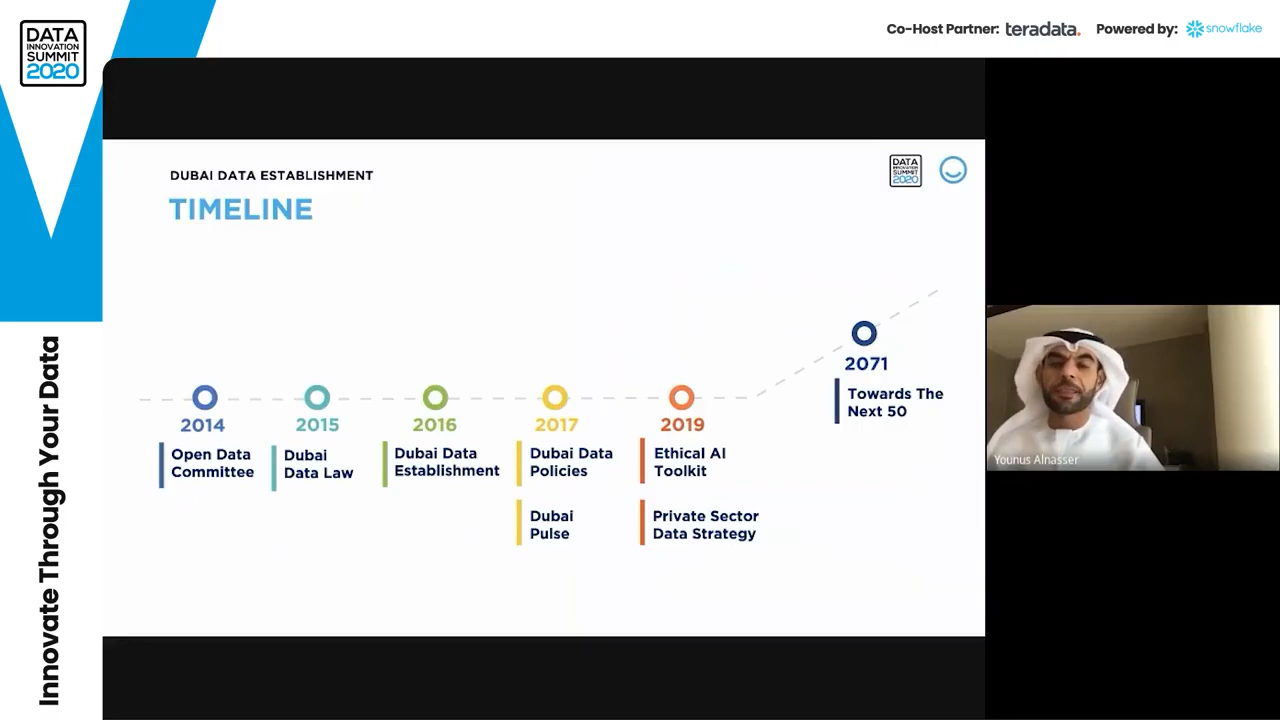 DATA
INNOVATION
SUMMIT
2020
Co-Host Partner: teradata. Powered by: snowflake
DUBAI DATA ESTABLISHMENT
TIMELINE
DATA
INNOVATION
SUMMIT
2020
2014
Open Data
Committee
2015
Dubai
Data Law
2016
Dubai Data
Establishment
2017
Dubai Data
Policies
Dubai
Pulse
2019
Ethical AI
Toolkit
Private Sector
Data Strategy
2071
Towards The
Next 50
Younus Alnasser
Innovate Through Your Data